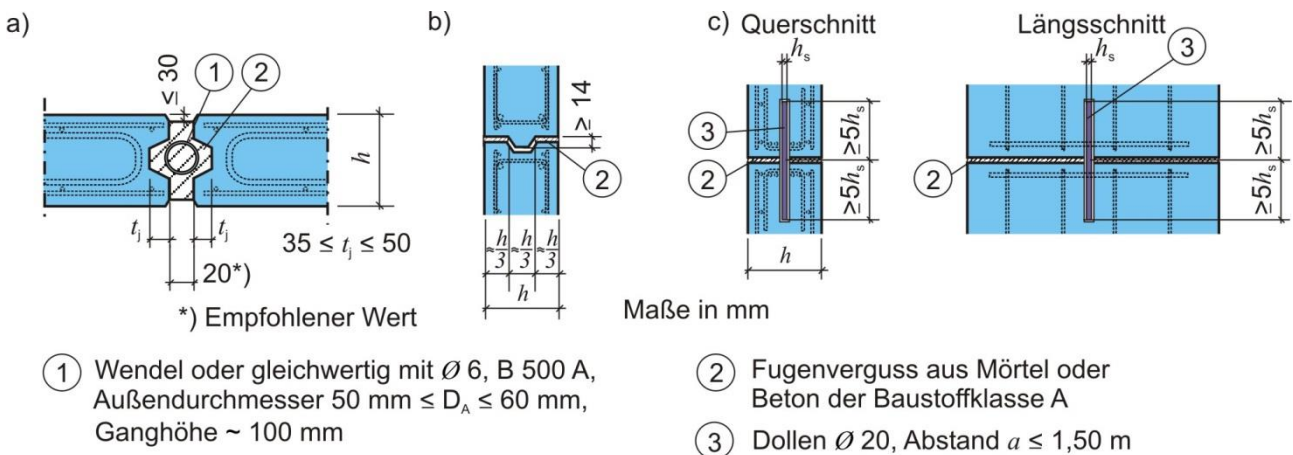 a)
≤ 30
1
2
h
t_j
t_j
35 ≤ t_j ≤ 50
20*)
*) Empfohlener Wert
b)
≥ 14
2
≈h/3 ≈h/3 ≈h/3
h
Maße in mm
c) Querschnitt
h_s
3
2
≥5h_s
≥5h_s
h
Längsschnitt
h_s
3
2
≥5h_s
≥5h_s
1 Wendel oder gleichwertig mit Ø 6, B 500 A,
Außendurchmesser 50 mm ≤ D_A ≤ 60 mm,
Ganghöhe ~ 100 mm
2 Fugenverguss aus Mörtel oder
Beton der Baustoffklasse A
3 Dollen Ø 20, Abstand a ≤ 1,50 m